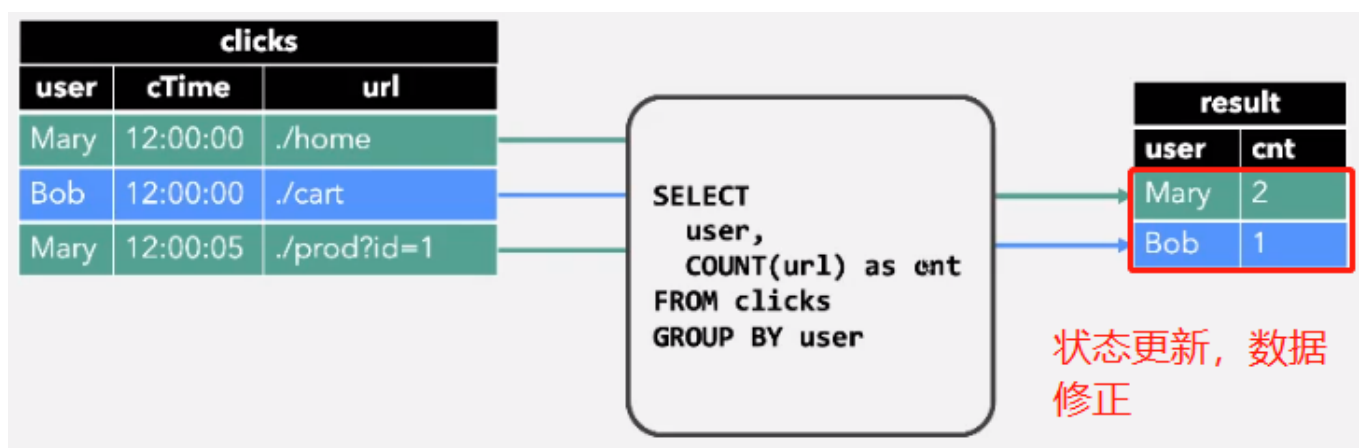 clicks
user cTime url
Mary 12:00:00 ./home
Bob 12:00:00 ./cart
Mary 12:00:05 ./prod?id=1
SELECT
user,
COUNT(url) as cnt
FROM clicks
GROUP BY user
result
user cnt
Mary 2
Bob 1
状态更新，数据
修正